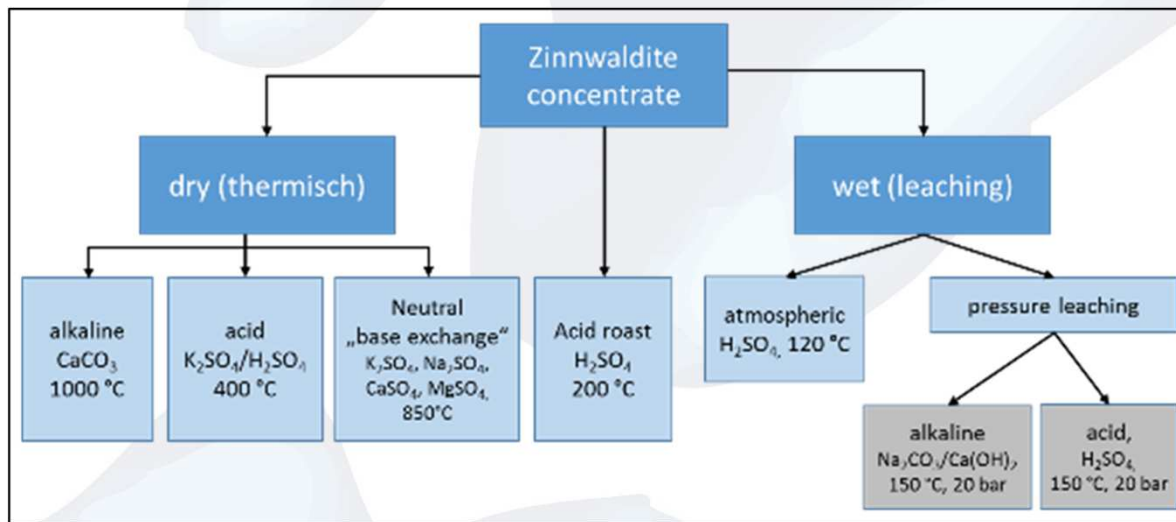 Zinnwaldite
concentrate
dry (thermisch)
wet (leaching)
alkaline
CaCO₃
1000 °C
acid
K₂SO₄/H₂SO₄
400 °C
Neutral
„base exchange“
K₂SO₄, Na₂SO₄,
CaSO₄, MgSO₄,
850°C
Acid roast
H₂SO₄
200 °C
atmospheric
H₂SO₄, 120 °C
pressure leaching
alkaline
Na₂CO₃/Ca(OH)₂,
150 °C, 20 bar
acid,
H₂SO₄,
150 °C, 20 bar